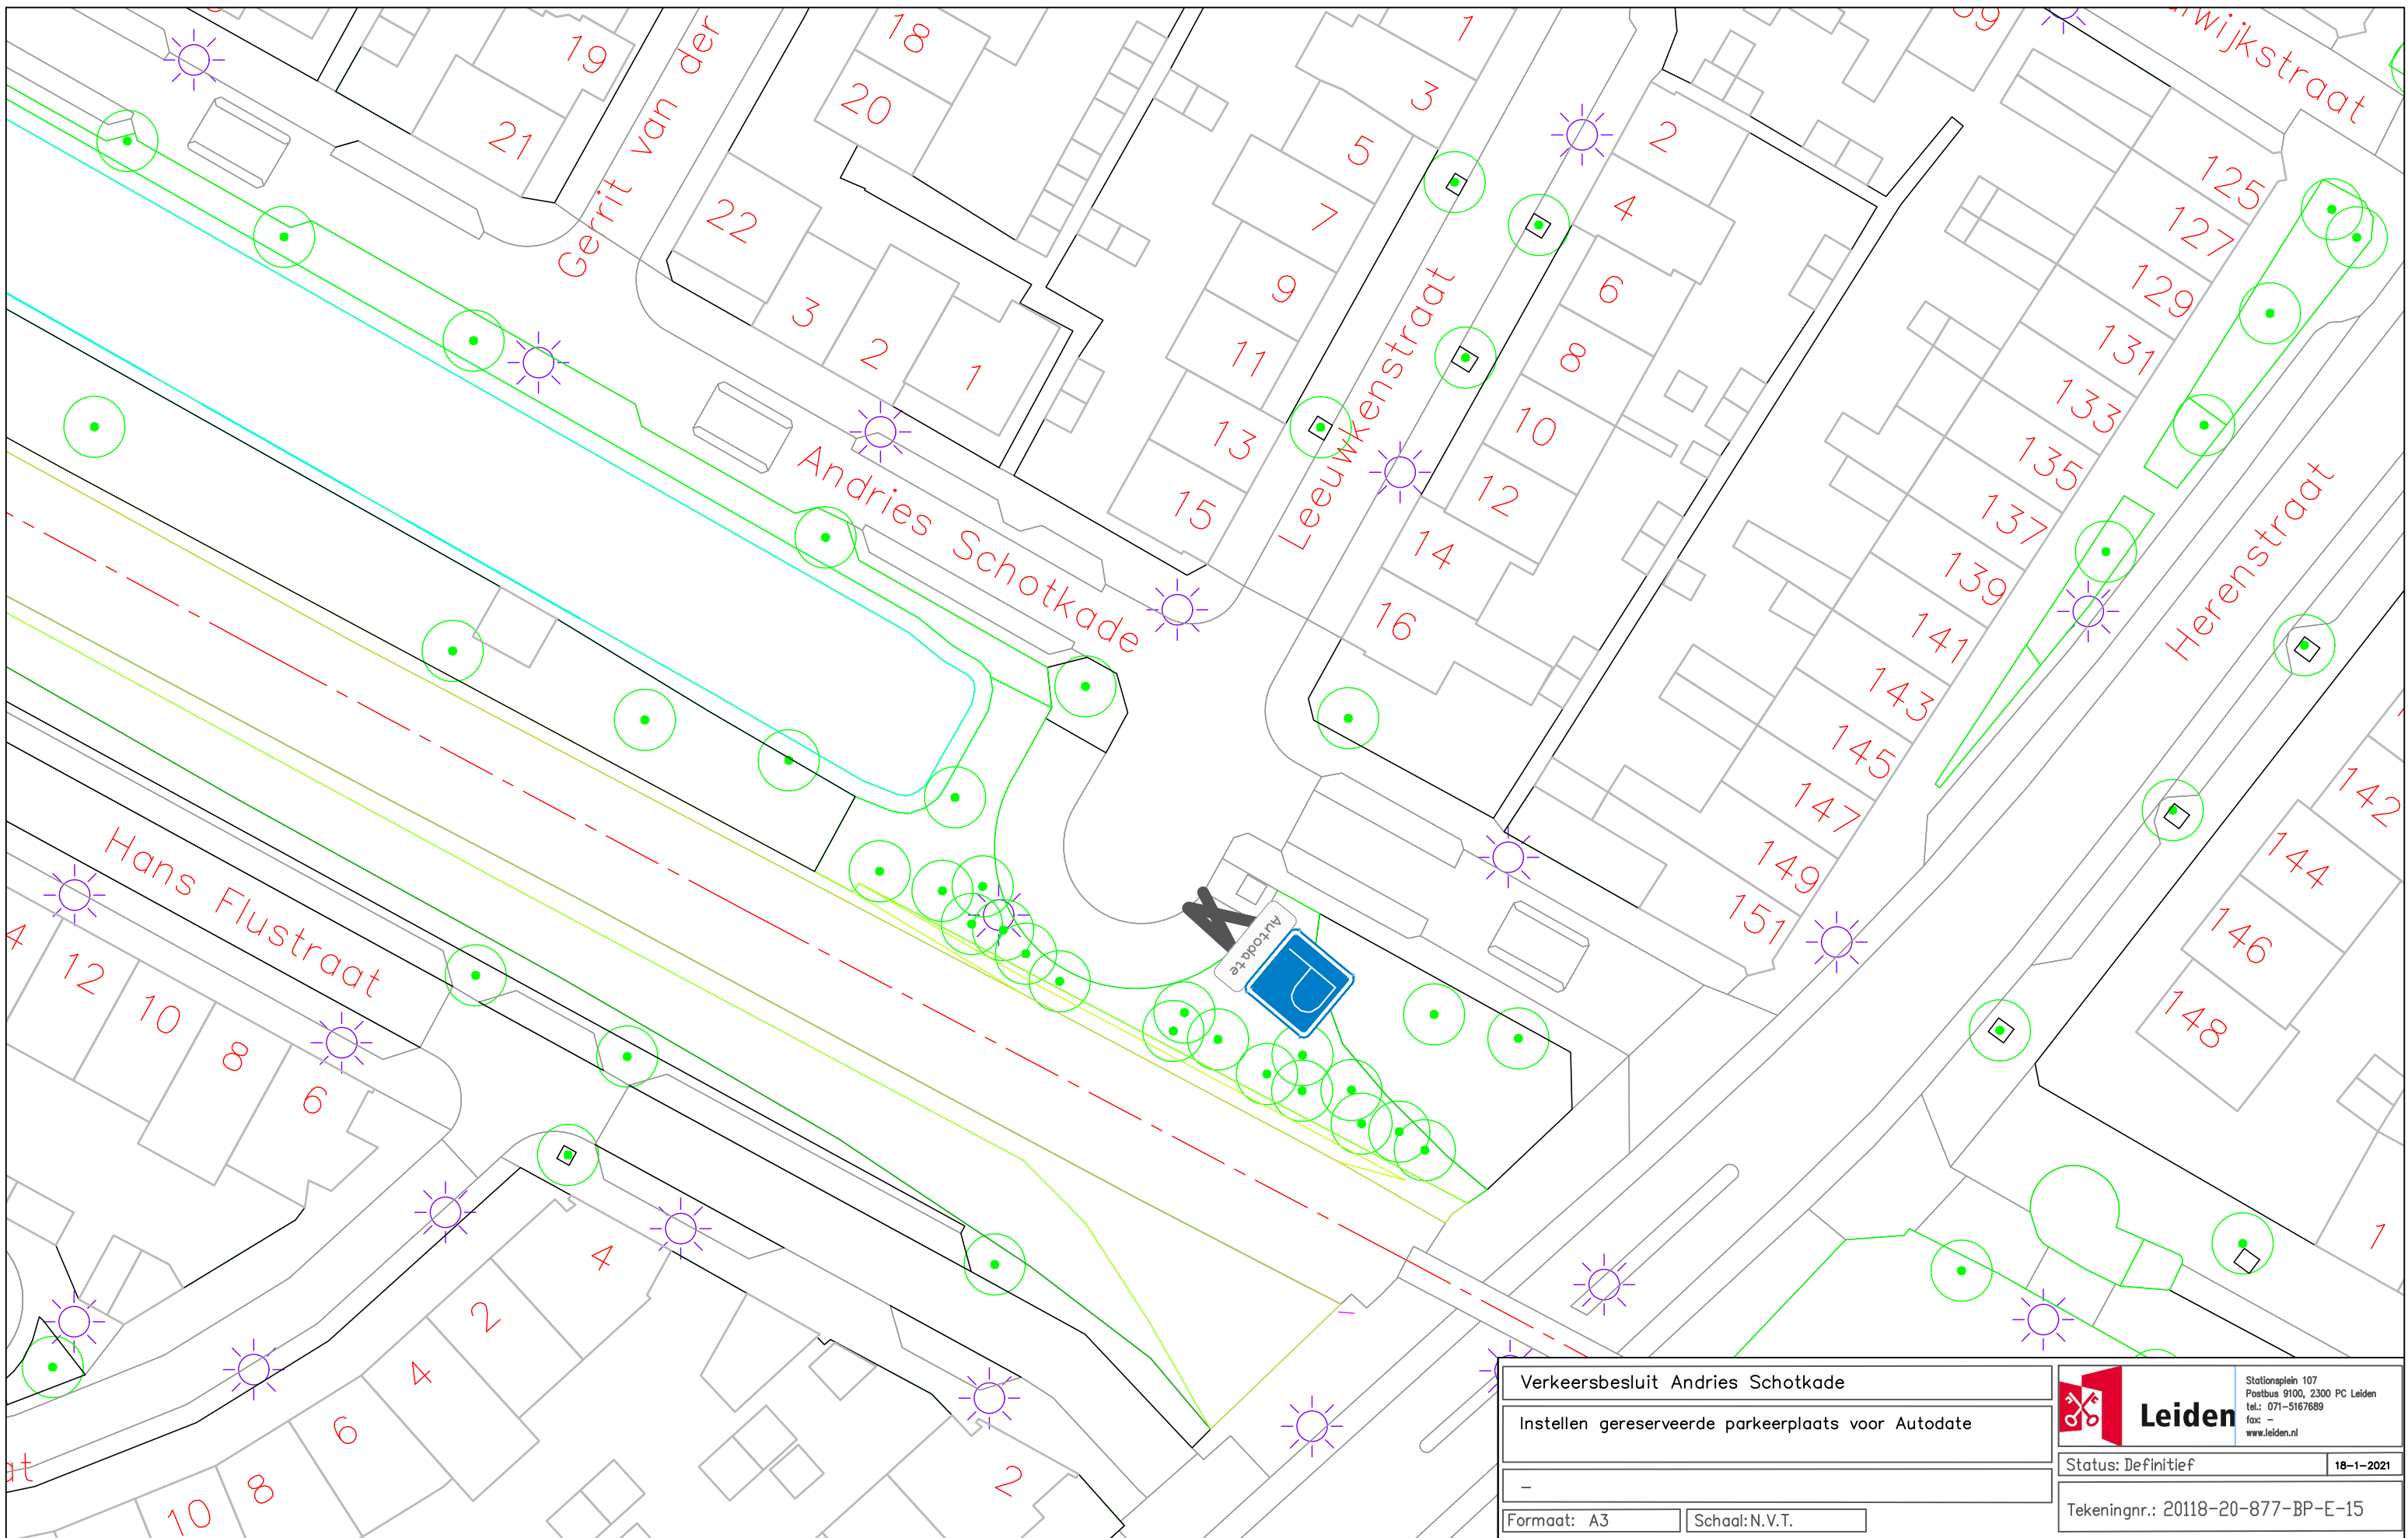 19
21
Gerrit van der
18
20
22
3
2
1
1
3
5
7
9
11
13
15
Leeuwkenstraat
2
4
6
8
10
12
14
16
125
127
129
131
133
135
137
139
141
143
145
147
149
151
Herenstraat
142
144
146
148
1
Andries Schotkade
Autodate
P
Hans Flustraat
12
10
8
6
4
2
4
6
8
10
2
Verkeersbesluit Andries Schotkade
Instellen gereserveerde parkeerplaats voor Autodate
–
Formaat: A3
Schaal: N.V.T.
Leiden
Stationsplein 107
Postbus 9100, 2300 PC Leiden
tel.: 071–5167689
fax: –
www.leiden.nl
Status: Definitief
18–1–2021
Tekeningnr.: 20118–20–877–BP–E–15